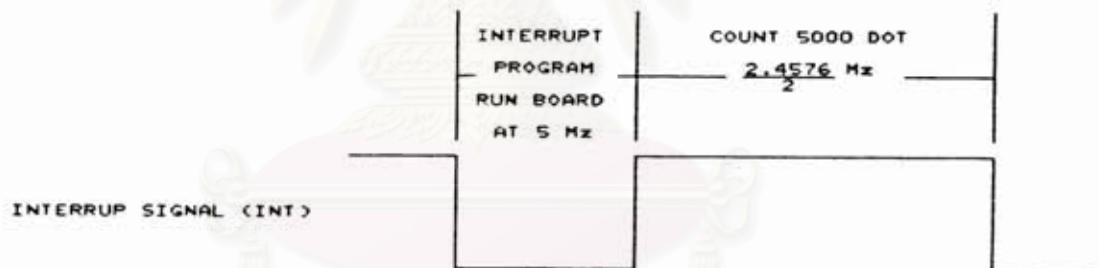 INTERRUPT
PROGRAM
RUN BOARD
AT 5 Mz
COUNT 5000 DOT
2.4576 Mz
2
INTERRUP SIGNAL (INT)